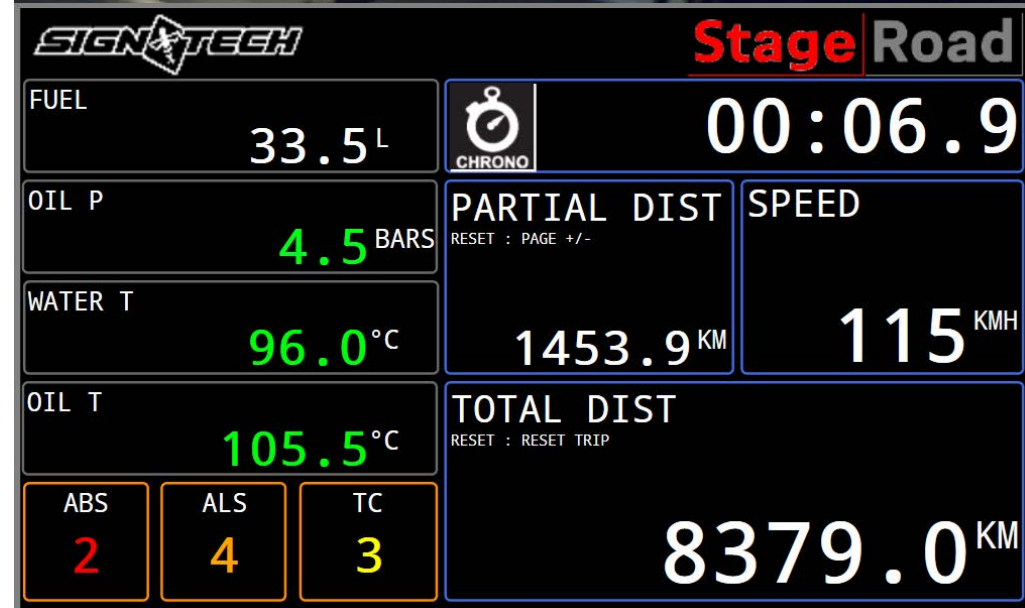 SIGNTECH
Stage Road
FUEL
33.5 L
CHRONO
00:06.9
OIL P
4.5 BARS
PARTIAL DIST
RESET : PAGE +/-
1453.9 KM
SPEED
115 KMH
WATER T
96.0 °C
OIL T
105.5 °C
TOTAL DIST
RESET : RESET TRIP
8379.0 KM
ABS
2
ALS
4
TC
3